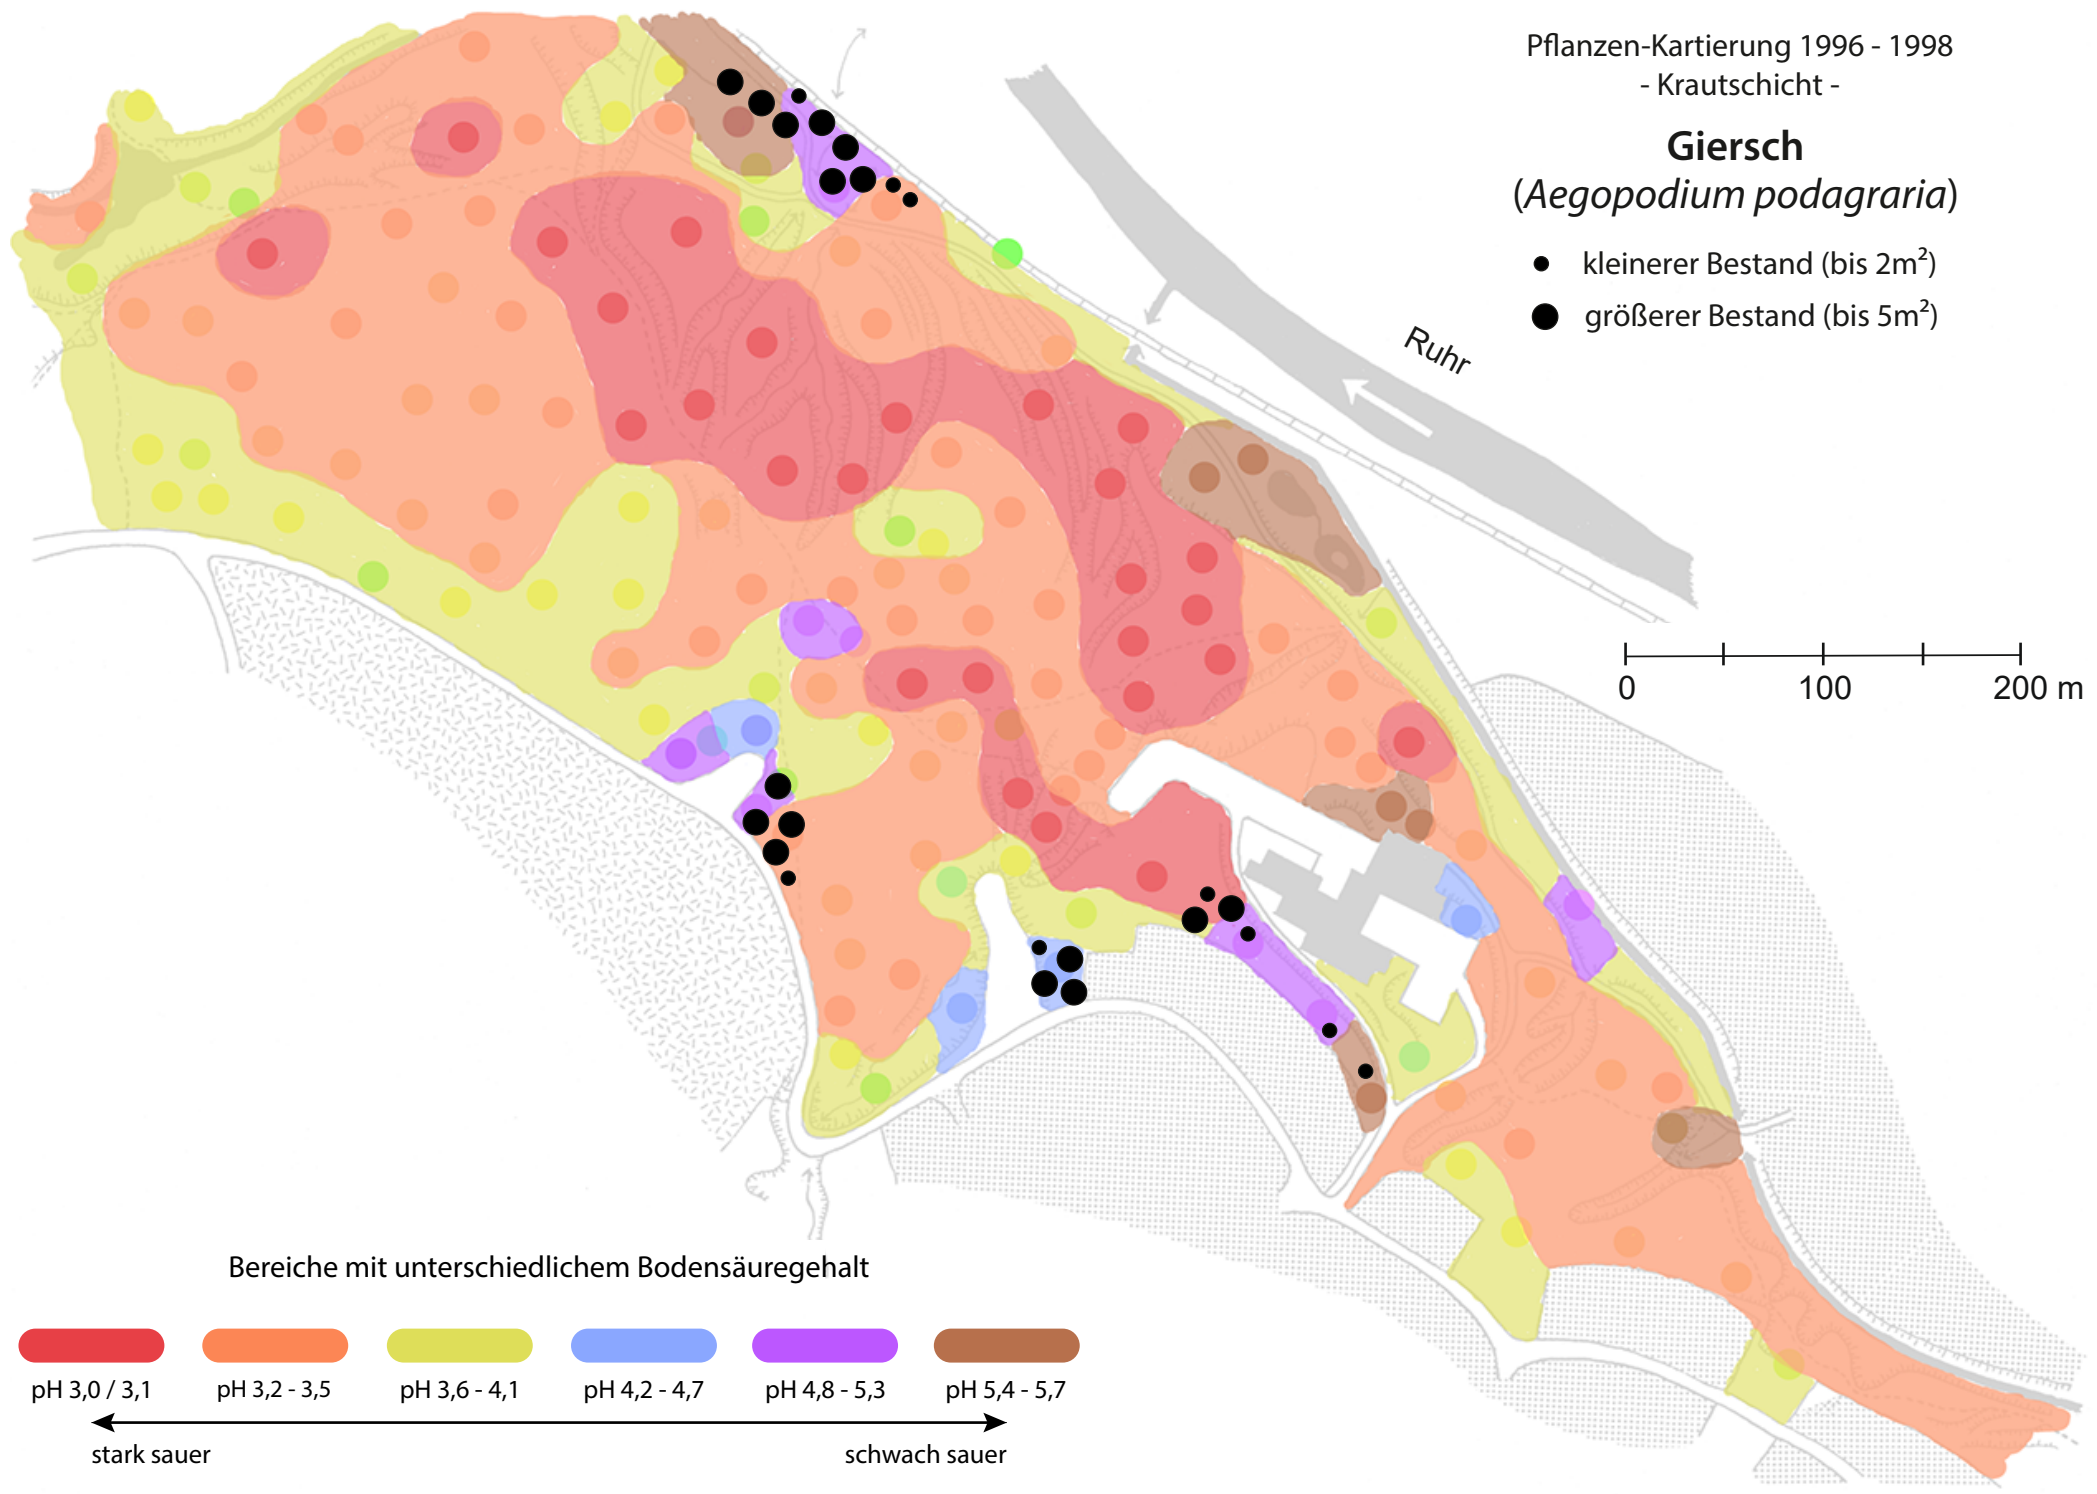 Pflanzen-Kartierung 1996 - 1998
- Krautschicht -
Giersch
(Aegopodium podagraria)
kleinerer Bestand (bis 2m²)
größerer Bestand (bis 5m²)
Ruhr
0 100 200 m
Bereiche mit unterschiedlichem Bodensäuregehalt
pH 3,0 / 3,1 pH 3,2 - 3,5 pH 3,6 - 4,1 pH 4,2 - 4,7 pH 4,8 - 5,3 pH 5,4 - 5,7
stark sauer schwach sauer